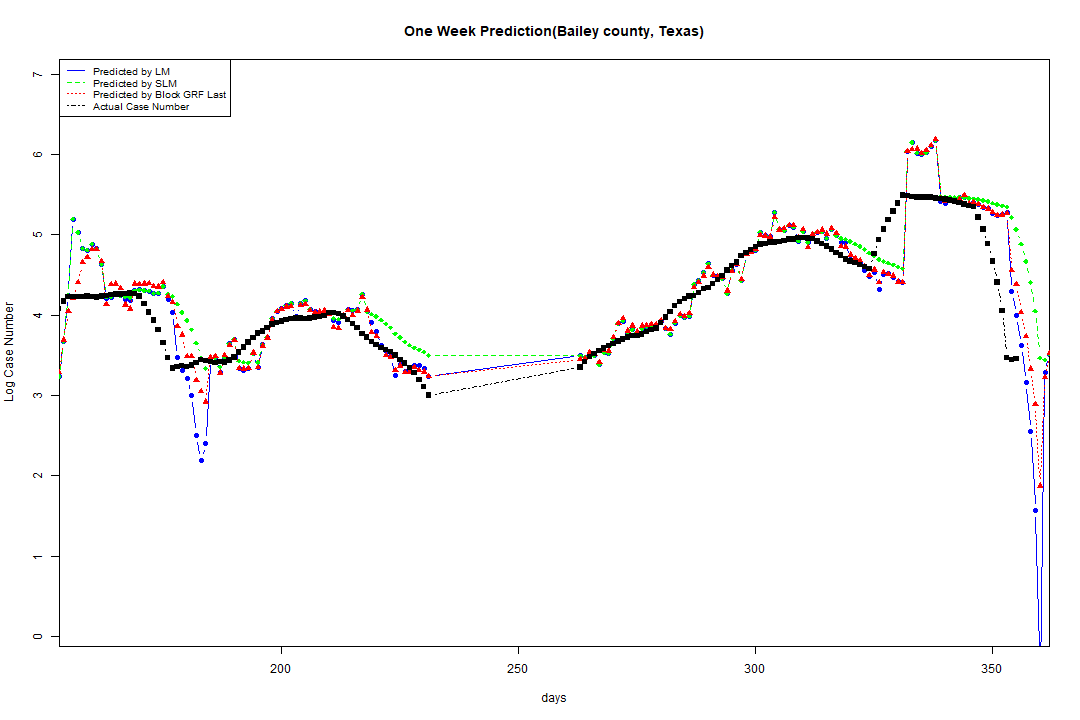 One Week Prediction(Bailey county, Texas)
Predicted by LM
Predicted by SLM
Predicted by Block GRF Last
Actual Case Number
Log Case Number
7
6
5
4
3
2
1
0
200 250 300 350
days